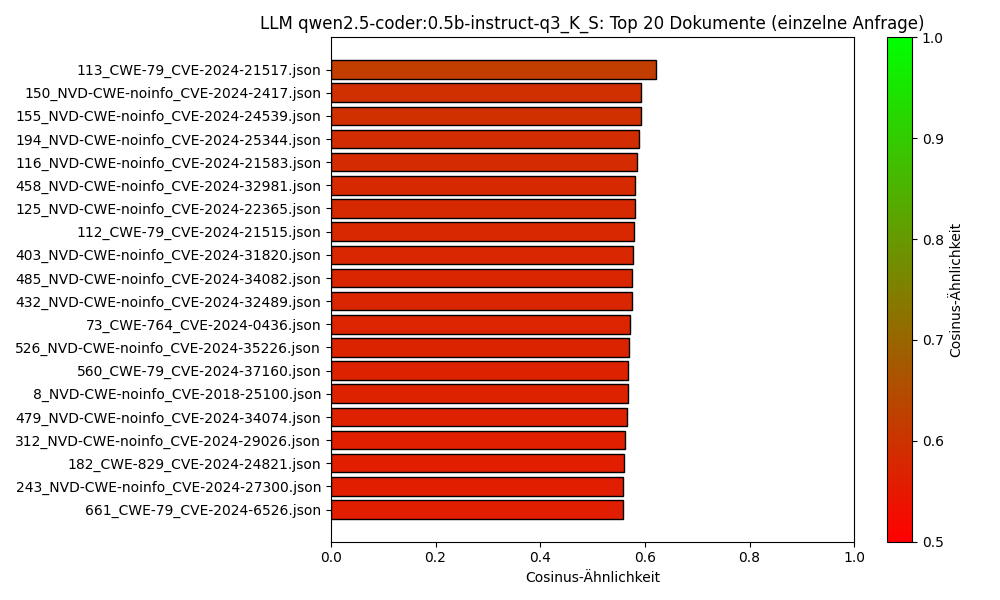 LLM qwen2.5-coder:0.5b-instruct-q3_K_S: Top 20 Dokumente (einzelne Anfrage)
113_CWE-79_CVE-2024-21517.json
150_NVD-CWE-noinfo_CVE-2024-2417.json
155_NVD-CWE-noinfo_CVE-2024-24539.json
194_NVD-CWE-noinfo_CVE-2024-25344.json
116_NVD-CWE-noinfo_CVE-2024-21583.json
458_NVD-CWE-noinfo_CVE-2024-32981.json
125_NVD-CWE-noinfo_CVE-2024-22365.json
112_CWE-79_CVE-2024-21515.json
403_NVD-CWE-noinfo_CVE-2024-31820.json
485_NVD-CWE-noinfo_CVE-2024-34082.json
432_NVD-CWE-noinfo_CVE-2024-32489.json
73_CWE-764_CVE-2024-0436.json
526_NVD-CWE-noinfo_CVE-2024-35226.json
560_CWE-79_CVE-2024-37160.json
8_NVD-CWE-noinfo_CVE-2018-25100.json
479_NVD-CWE-noinfo_CVE-2024-34074.json
312_NVD-CWE-noinfo_CVE-2024-29026.json
182_CWE-829_CVE-2024-24821.json
243_NVD-CWE-noinfo_CVE-2024-27300.json
661_CWE-79_CVE-2024-6526.json
0.0 0.2 0.4 0.6 0.8 1.0
Cosinus-Ähnlichkeit
1.0
0.9
0.8
0.7
0.6
0.5
Cosinus-Ähnlichkeit